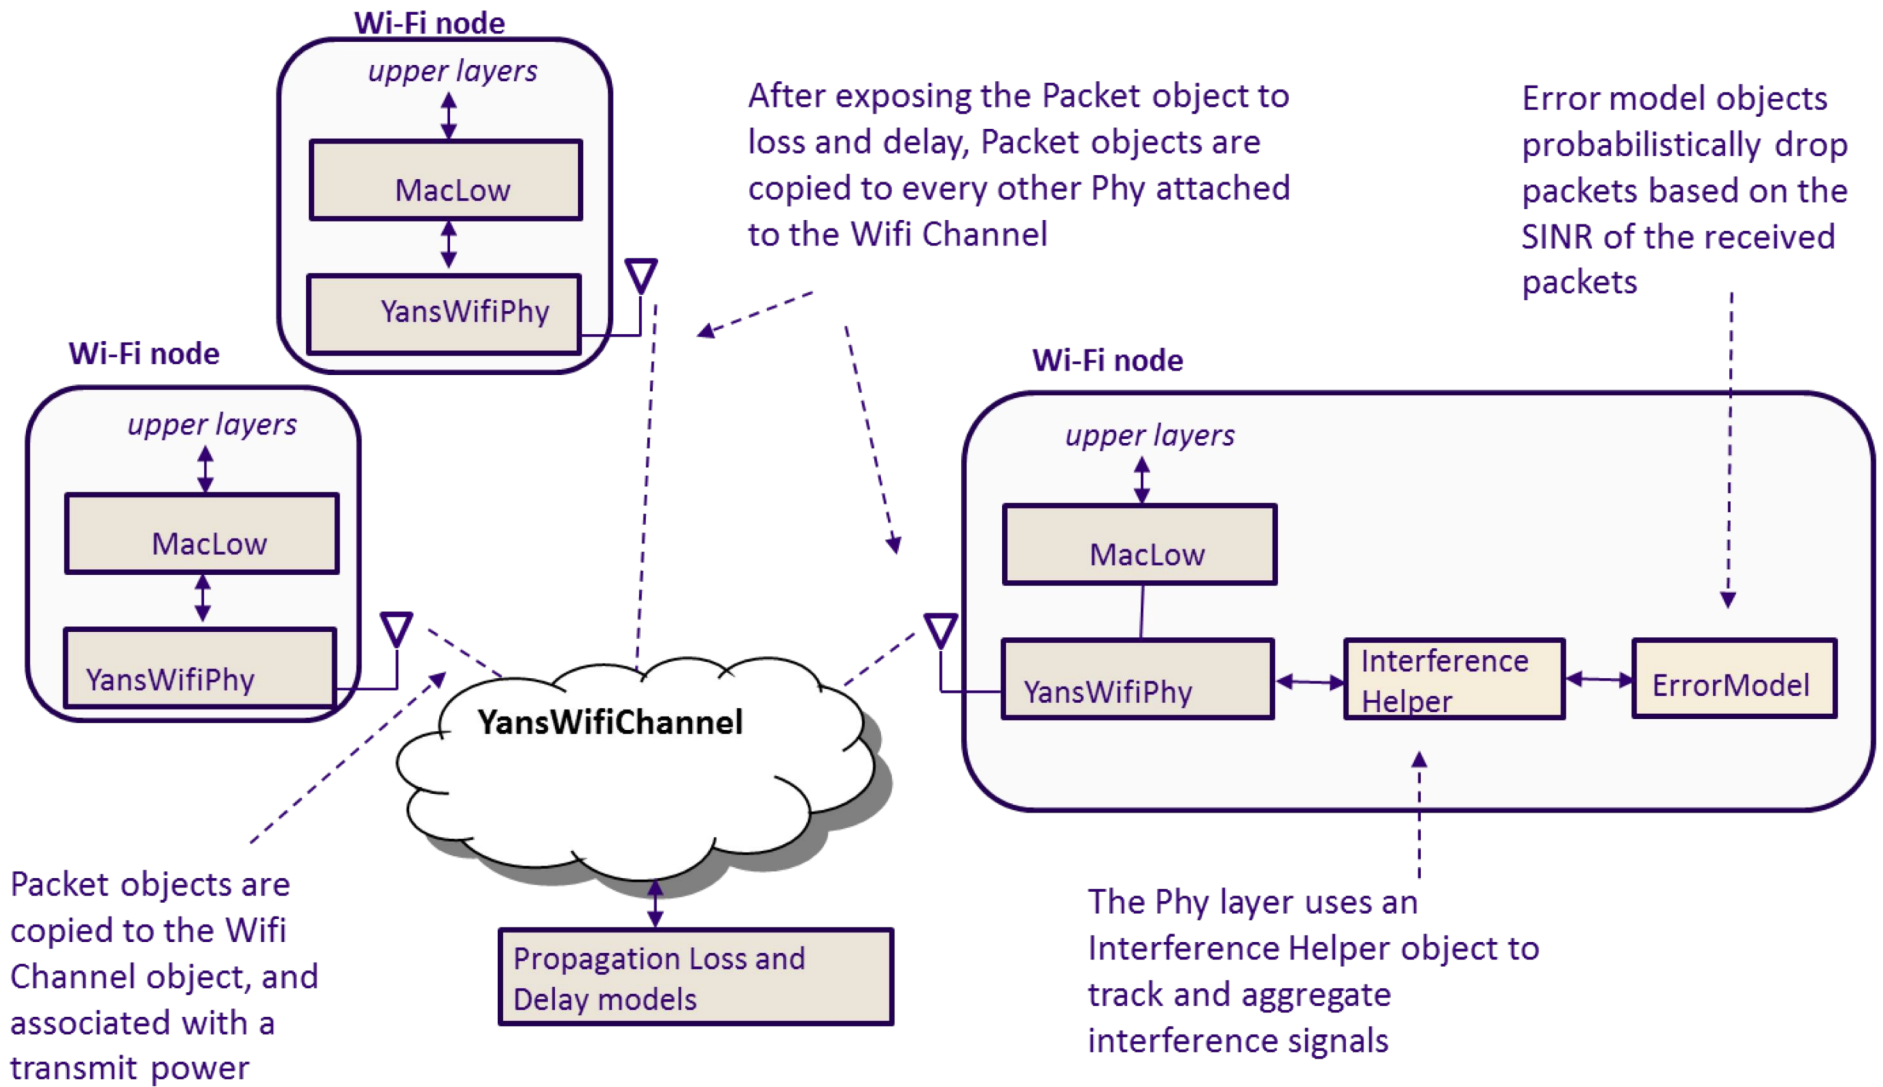 Wi-Fi node
upper layers
MacLow
YansWifiPhy
After exposing the Packet object to
loss and delay, Packet objects are
copied to every other Phy attached
to the Wifi Channel
Error model objects
probabilistically drop
packets based on the
SINR of the received
packets
Wi-Fi node
upper layers
MacLow
YansWifiPhy
Wi-Fi node
upper layers
MacLow
YansWifiPhy
Interference
Helper
ErrorModel
YansWifiChannel
Packet objects are
copied to the Wifi
Channel object, and
associated with a
transmit power
Propagation Loss and
Delay models
The Phy layer uses an
Interference Helper object to
track and aggregate
interference signals